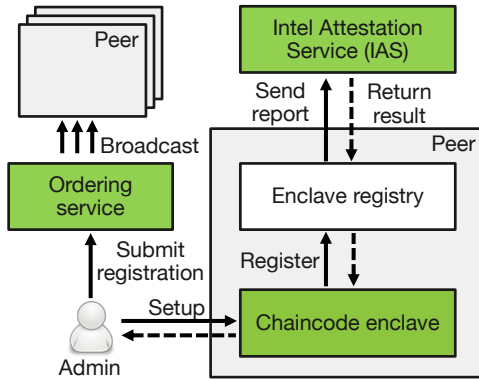 Peer
Intel Attestation
Service (IAS)
Send
report
Return
result
Broadcast
Peer
Ordering
service
Enclave registry
Submit
registration
Register
Setup
Chaincode enclave
Admin